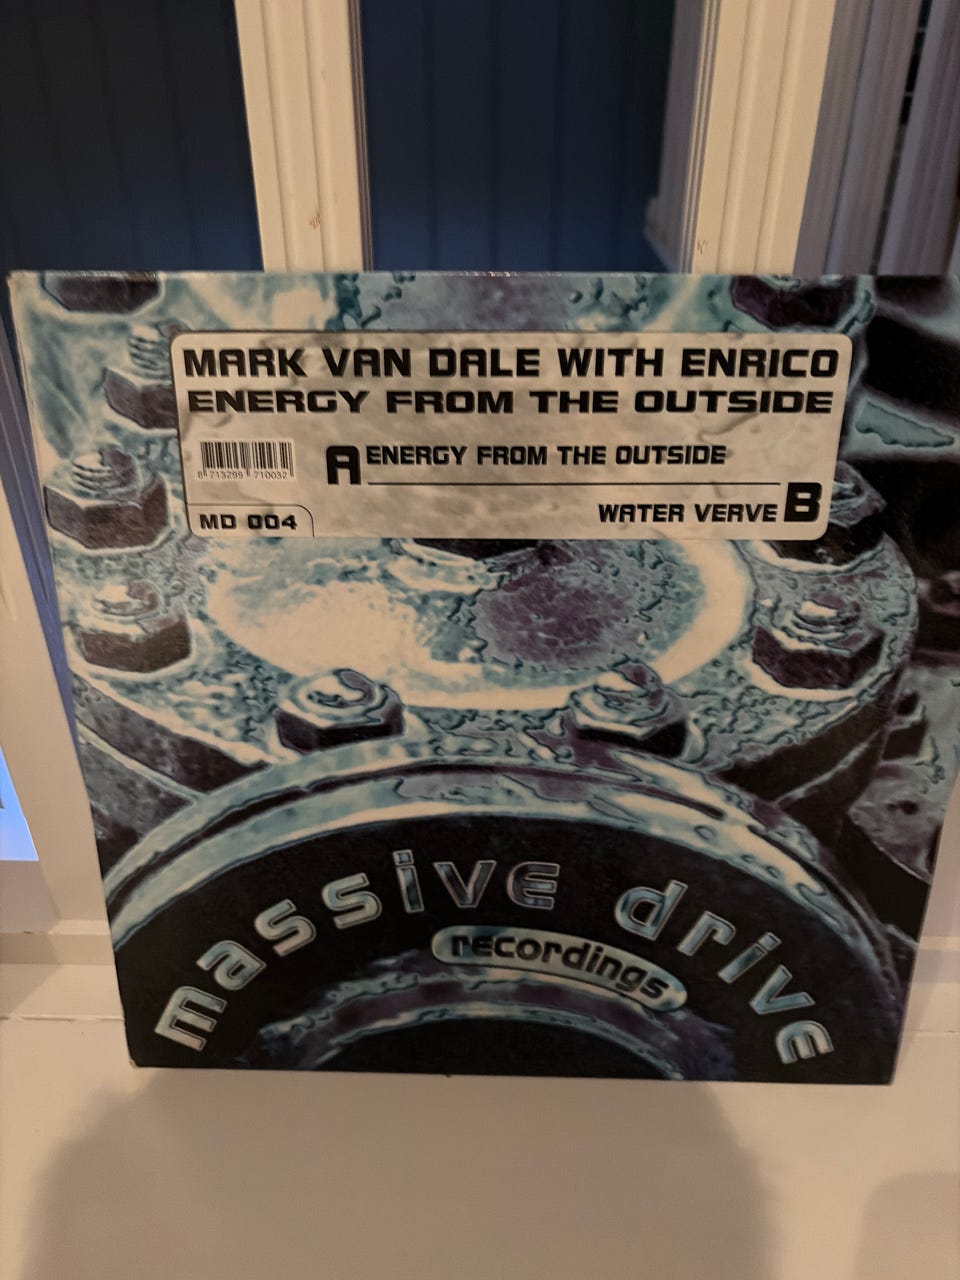 MARK VAN DALE WITH ENRICO
ENERGY FROM THE OUTSIDE
A ENERGY FROM THE OUTSIDE
8 713299 710032
WATER VERVE B
MD 004
massive drive
recordings